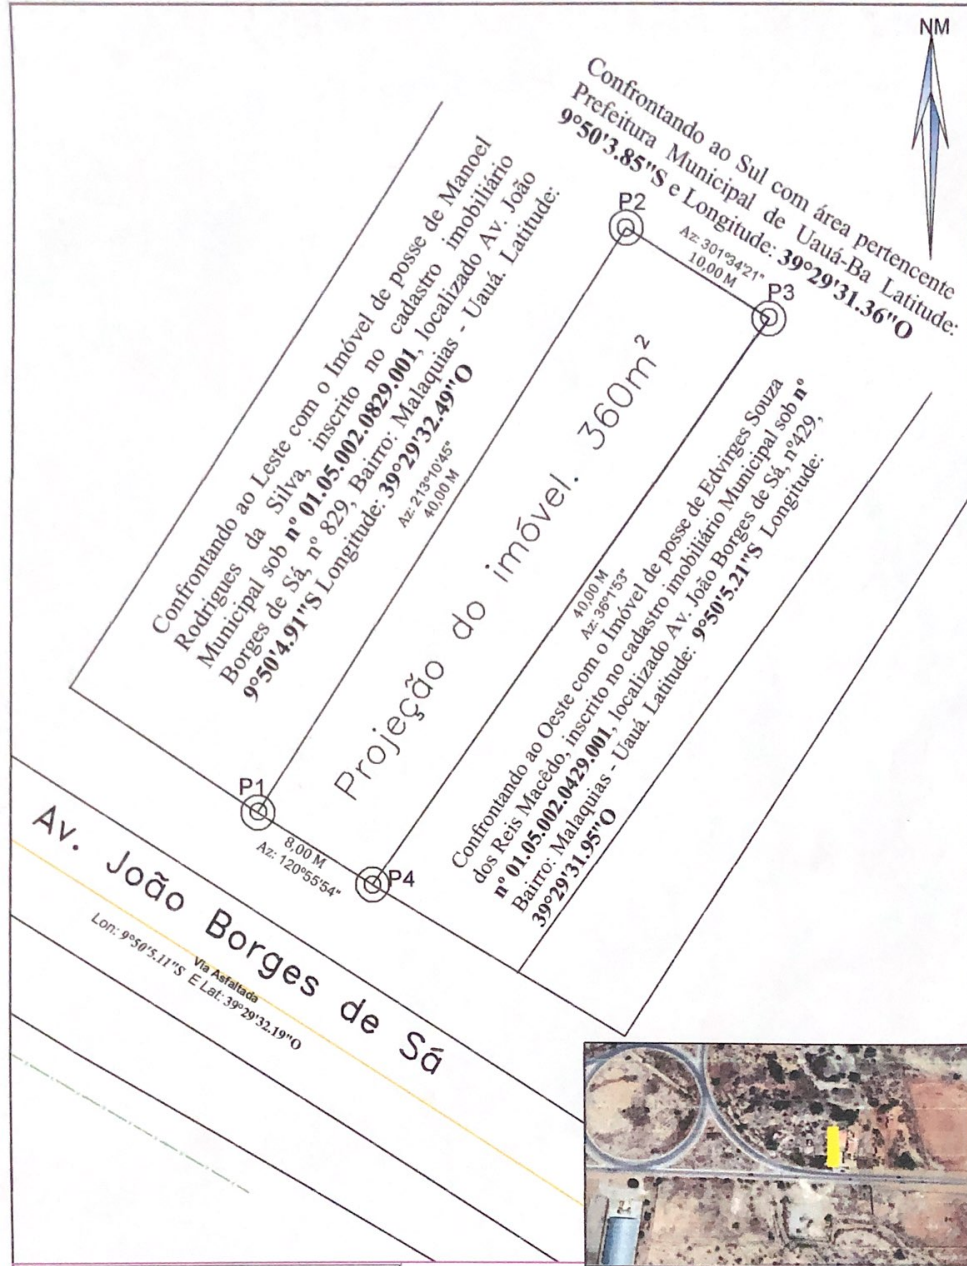 NM
Confrontando ao Sul com área pertencente
Prefeitura Municipal de Uauá-Ba Latitude:
9°50'3.85"S e Longitude: 39°29'31.36"O
Confrontando ao Leste com o Imóvel de posse de Manoel
Rodrigues da Silva, inscrito no cadastro imobiliário
Municipal sob nº 01.05.002.0829.001, localizado Av. João
Borges de Sá, nº 829, Bairro: Malaquias - Uauá. Latitude:
9°50'4.91"S Longitude: 39°29'32.49"O
P2
Az: 301°34'21"
10,00 M
P3
Az: 213°10'45"
40,00 M
Projeção do imóvel. 360m²
40,00 M
Az: 36°1'53"
Confrontando ao Oeste com o Imóvel de posse de Edvirges Souza
dos Reis Macêdo, inscrito no cadastro imobiliário Municipal sob nº
nº 01.05.002.0429.001, localizado Av. João Borges de Sá, nº429,
Bairro: Malaquias - Uauá. Latitude: 9°50'5.21"S Longitude:
39°29'31.95"O
P1
8,00 M
Az: 120°55'54"
P4
Av. João Borges de Sá
Via Asfaltada
Lon: 9°50'5.11"S E Lat: 39°29'32.19"O